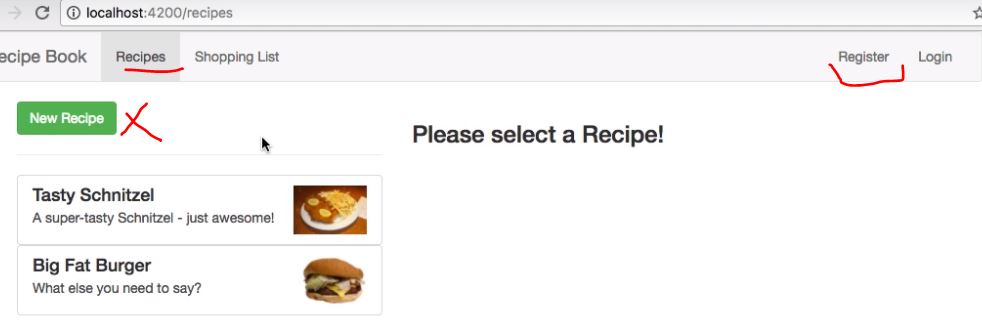 localhost:4200/recipes
ecipe Book Recipes Shopping List Register Login
New Recipe
Please select a Recipe!
Tasty Schnitzel
A super-tasty Schnitzel - just awesome!
Big Fat Burger
What else you need to say?